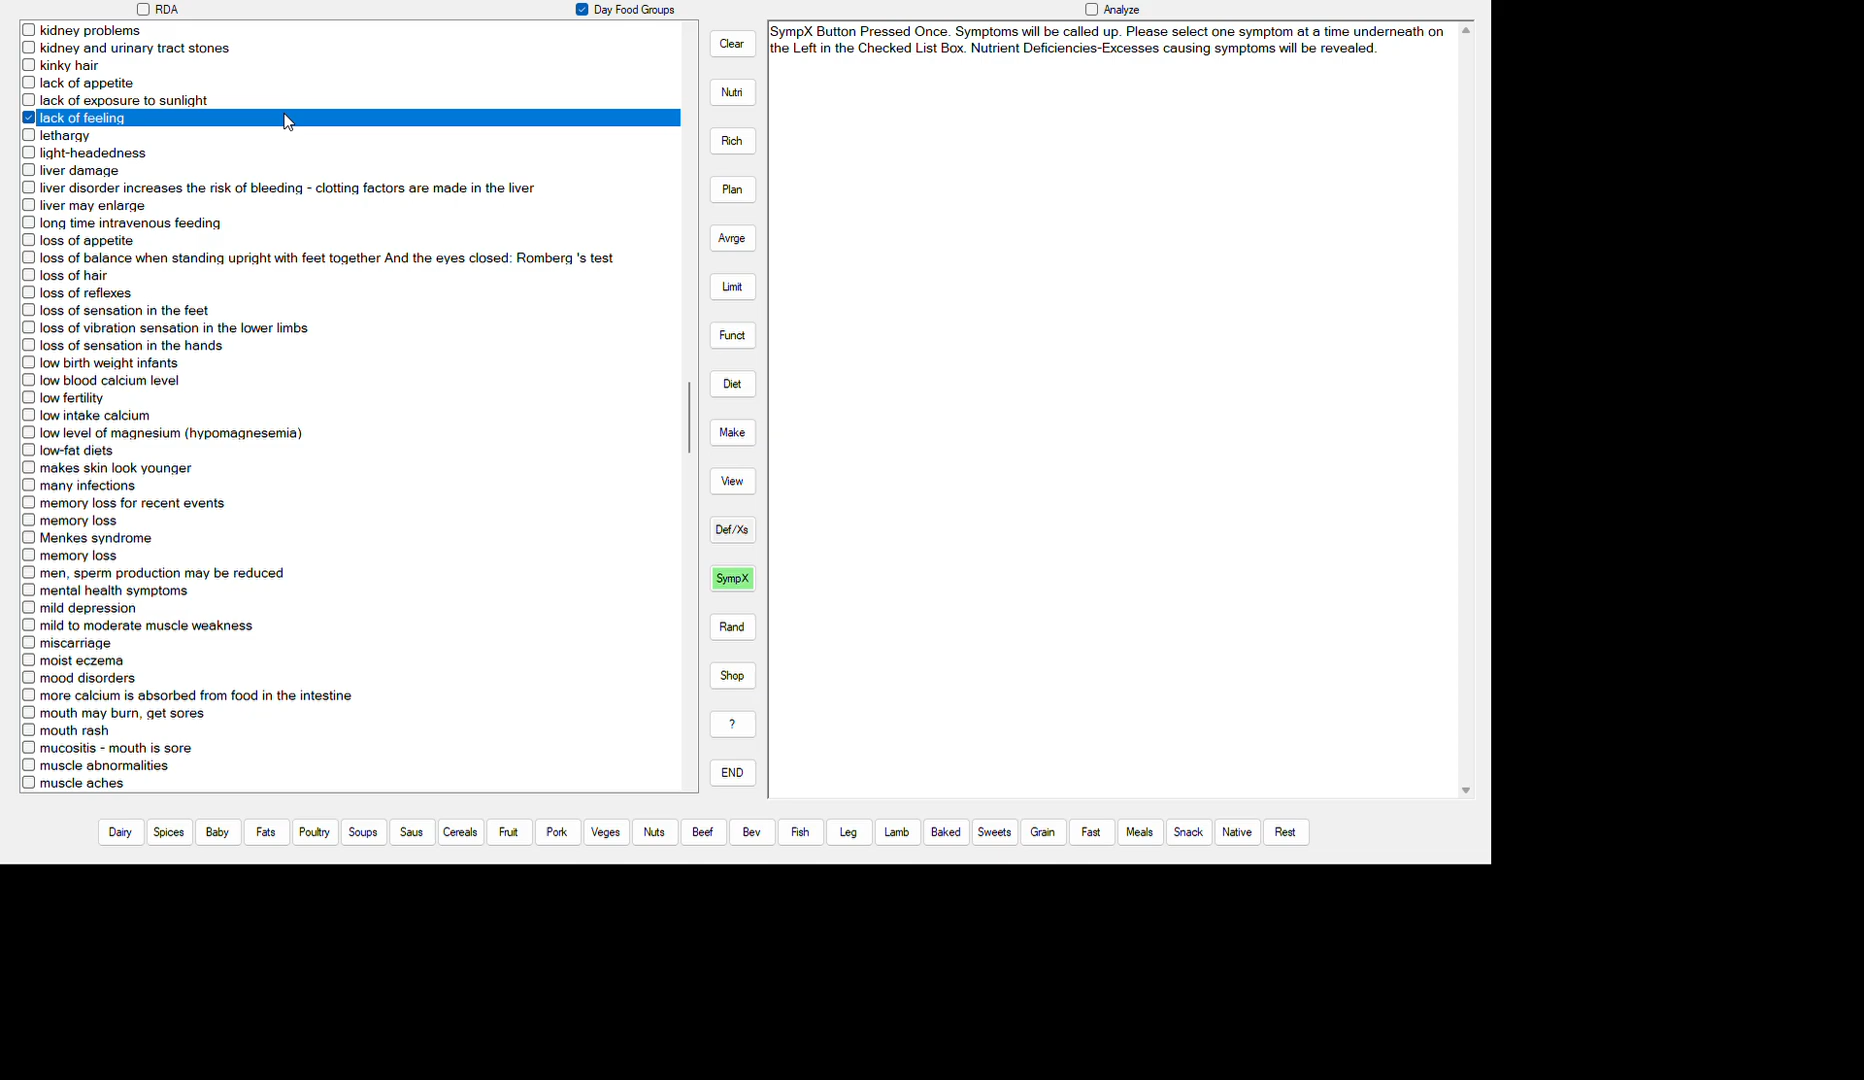 RDA
Day Food Groups
Analyze
kidney problems
kidney and urinary tract stones
kinky hair
lack of appetite
lack of exposure to sunlight
lack of feeling
lethargy
light-headedness
liver damage
liver disorder increases the risk of bleeding - clotting factors are made in the liver
liver may enlarge
long time intravenous feeding
loss of appetite
loss of balance when standing upright with feet together And the eyes closed: Romberg 's test
loss of hair
loss of reflexes
loss of sensation in the feet
loss of vibration sensation in the lower limbs
loss of sensation in the hands
low birth weight infants
low blood calcium level
low fertility
low intake calcium
low level of magnesium (hypomagnesemia)
low-fat diets
makes skin look younger
many infections
memory loss for recent events
memory loss
Menkes syndrome
memory loss
men, sperm production may be reduced
mental health symptoms
mild depression
mild to moderate muscle weakness
miscarriage
moist eczema
mood disorders
more calcium is absorbed from food in the intestine
mouth may burn, get sores
mouth rash
mucositis - mouth is sore
muscle abnormalities
muscle aches
Clear
Nutri
Rich
Plan
Avrge
Limit
Funct
Diet
Make
View
Def/Xs
SympX
Rand
Shop
?
END
SympX Button Pressed Once. Symptoms will be called up. Please select one symptom at a time underneath on
the Left in the Checked List Box. Nutrient Deficiencies-Excesses causing symptoms will be revealed.
Dairy Spices Baby Fats Poultry Soups Saus Cereals Fruit Pork Veges Nuts Beef Bev Fish Leg Lamb Baked Sweets Grain Fast Meals Snack Native Rest